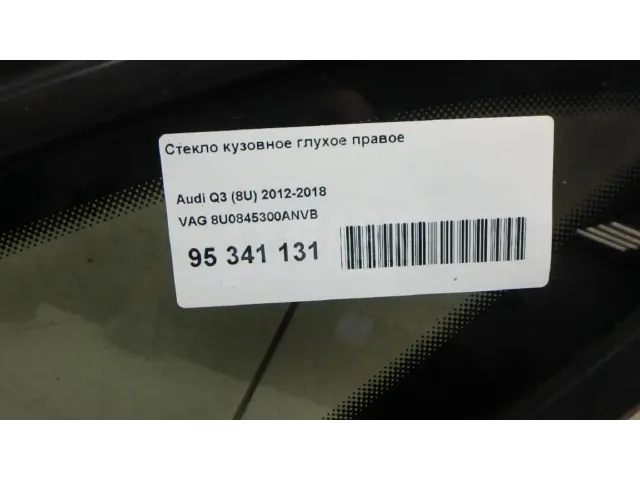 Стекло кузовное глухое правое
Audi Q3 (8U) 2012-2018
VAG 8U0845300ANVB
95 341 131